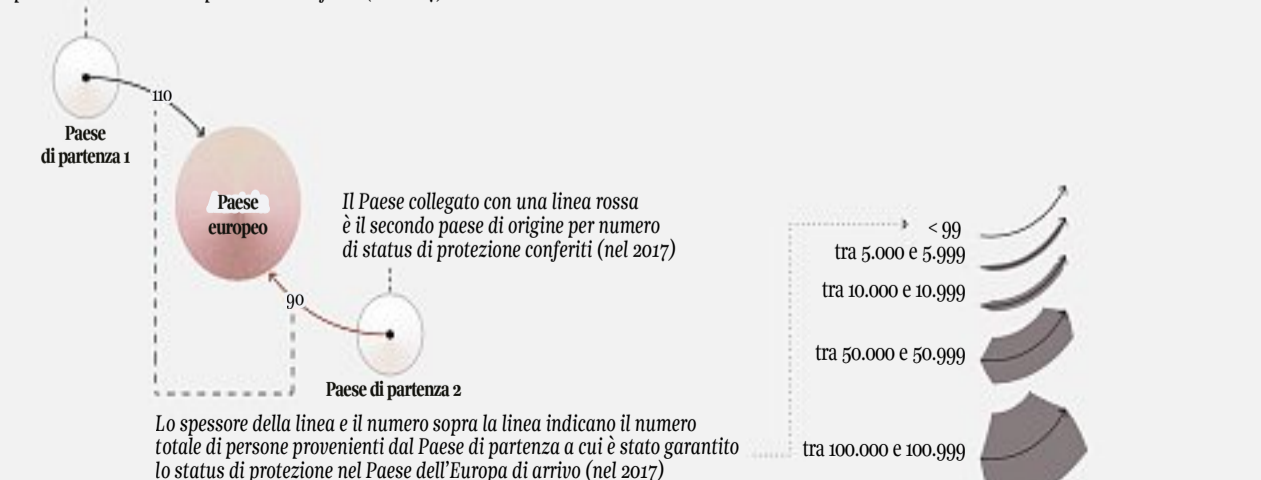 110
Paese
di partenza 1
Paese
europeo
Il Paese collegato con una linea rossa
è il secondo paese di origine per numero
di status di protezione conferiti (nel 2017)
90
Paese di partenza 2
Lo spessore della linea e il numero sopra la linea indicano il numero
totale di persone provenienti dal Paese di partenza a cui è stato garantito
lo status di protezione nel Paese dell'Europa di arrivo (nel 2017)
< 99
tra 5.000 e 5.999
tra 10.000 e 10.999
tra 50.000 e 50.999
tra 100.000 e 100.999